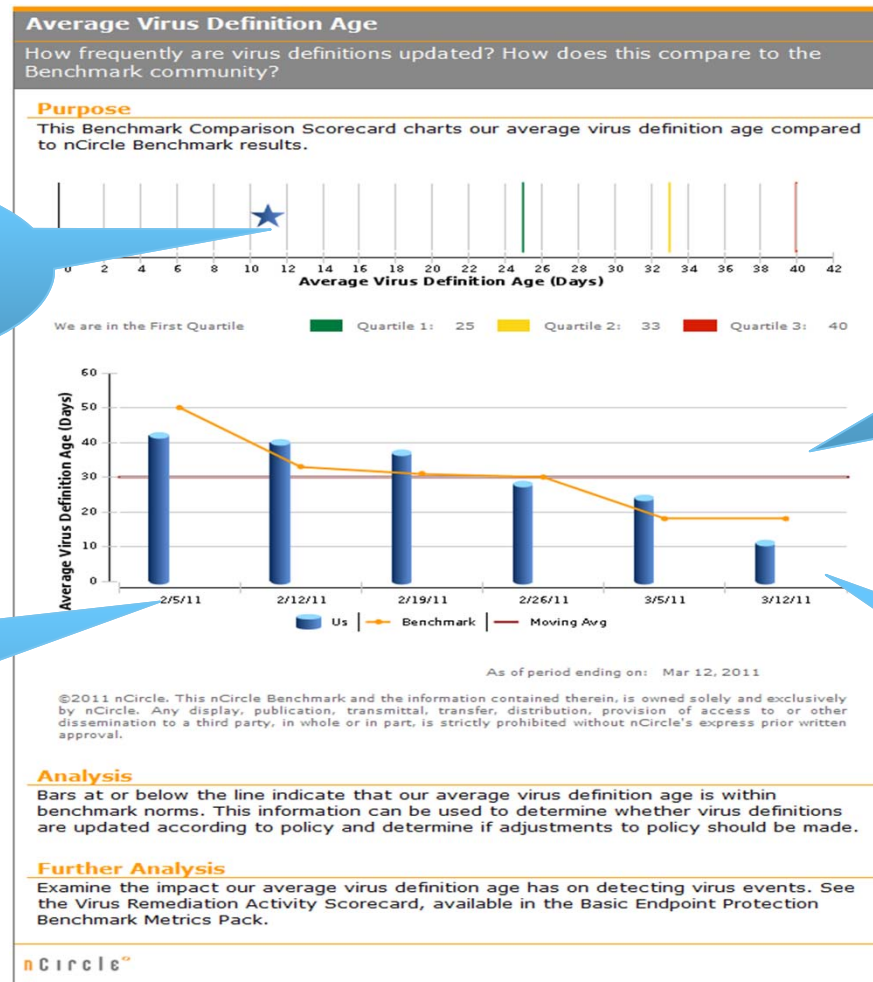 Average Virus Definition Age
How frequently are virus definitions updated? How does this compare to the
Benchmark community?
Purpose
This Benchmark Comparison Scorecard charts our average virus definition age compared
to nCircle Benchmark results.
0 2 4 6 8 10 12 14 16 18 20 22 24 26 28 30 32 34 36 38 40 42
Average Virus Definition Age (Days)
We are in the First Quartile Quartile 1: 25 Quartile 2: 33 Quartile 3: 40
Average Virus Definition Age (Days)
60
50
40
30
20
10
0
2/5/11 2/12/11 2/19/11 2/26/11 3/5/11 3/12/11
Us Benchmark Moving Avg
As of period ending on: Mar 12, 2011
©2011 nCircle. This nCircle Benchmark and the information contained therein, is owned solely and exclusively
by nCircle. Any display, publication, transmittal, transfer, distribution, provision of access to or other
dissemination to a third party, in whole or in part, is strictly prohibited without nCircle's express prior written
approval.
Analysis
Bars at or below the line indicate that our average virus definition age is within
benchmark norms. This information can be used to determine whether virus definitions
are updated according to policy and determine if adjustments to policy should be made.
Further Analysis
Examine the impact our average virus definition age has on detecting virus events. See
the Virus Remediation Activity Scorecard, available in the Basic Endpoint Protection
Benchmark Metrics Pack.
nCircle